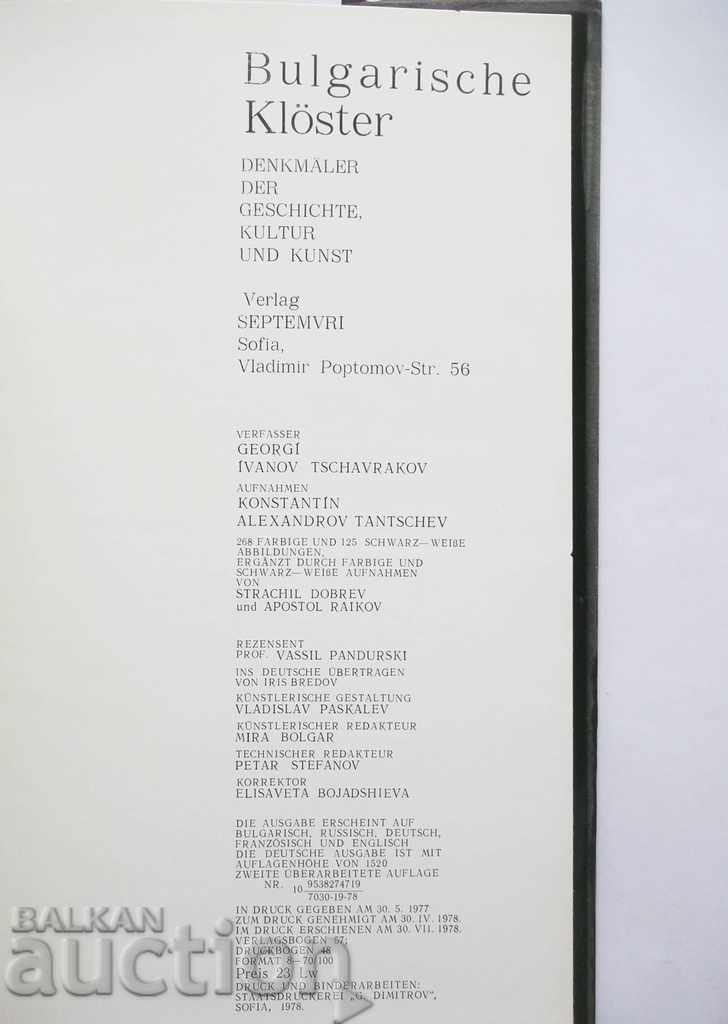 Bulgarische
Klöster
DENKMÄLER
DER
GESCHICHTE,
KULTUR
UND KUNST
Verlag
SEPTEMVRI
Sofia,
Vladimir Poptomov-Str. 56
VERFASSER
GEORGÍ
ÍVANOV TSCHAVRAKOV
AUFNAHMEN
KONSTANTÍN
ALEXANDROV TANTSCHEV
268 FARBIGE UND 125 SCHWARZ—WEIßE
ABBILDUNGEN,
ERGÄNZT DURCH FARBIGE UND
SCHWARZ—WEIßE AUFNAHMEN
VON
STRACHIL DOBREV
und APOSTOL RAIKOV
REZENSENT
PROF. VASSIL PANDURSKI
INS DEUTSCHE ÜBERTRAGEN
VON IRIS BREDOV
KÜNSTLERISCHE GESTALTUNG
VLADISLAV PASKALEV
KÜNSTLERISCHER REDAKTEUR
MIRA BOLGAR
TECHNISCHER REDAKTEUR
PETAR STEFANOV
KORREKTOR
ELISAVETA BOJADSHIEVA
DIE AUSGABE ERSCHEINT AUF
BULGARISCH, RUSSISCH, DEUTSCH,
FRANZÖSISCH UND ENGLISCH
DIE DEUTSCHE AUSGABE IST MIT
AUFLAGENHÖHE VON 1520
ZWEITE ÜBERARBEITETE AUFLAGE
NR. 10 9538274719
7030-19-78
IN DRUCK GEGEBEN AM 30. 5. 1977
ZUM DRUCK GENEHMIGT AM 30. IV. 1978.
IM DRUCK ERSCHIENEN AM 30. VII. 1978.
VERLAGSBOGEN 57;
DRUCKBOGEN 48
FORMAT 8—70/100
Preis 23 Lw
DRUCK UND BINDERARBEITEN:
STAATSDRUCKEREI „G. DIMITROV",
SOFIA, 1978.
BALKAN
auction